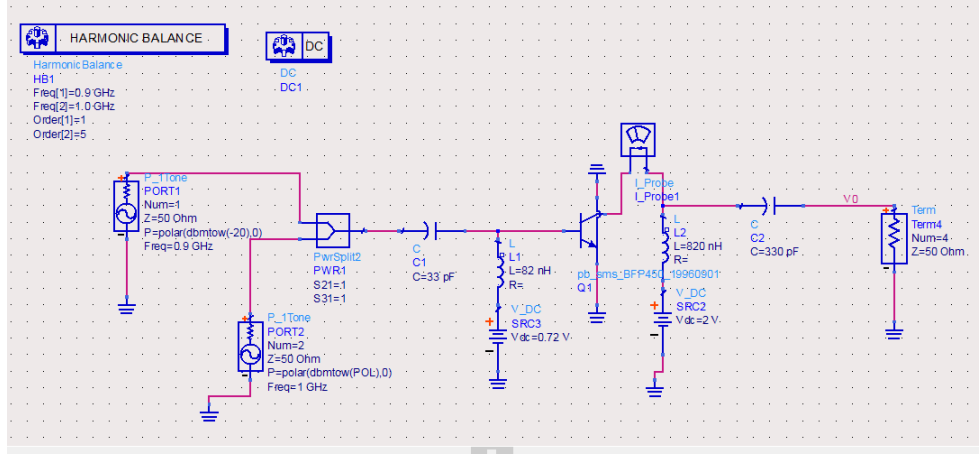 HARMONIC BALANCE
HarmonicBalance
HB1
Freq[1]=0.9 GHz
Freq[2]=1.0 GHz
Order[1]=1
Order[2]=5
DC
DC
DC1
P_1Tone
PORT1
Num=1
Z=50 Ohm
P=polar(dbmtow(-20),0)
Freq=0.9 GHz
PwrSplit2
PWR1
S21=.1
S31=.1
P_1Tone
PORT2
Num=2
Z=50 Ohm
P=polar(dbmtow(POL),0)
Freq=1 GHz
C
C1
C=33 pF
L
L1
L=82 nH
R=
V_DC
SRC3
Vdc=0.72 V
pb_sms_BFP450_19960901
Q1
I_Probe
I_Probe1
L
L2
L=820 nH
R=
V_DC
SRC2
Vdc=2 V
C
C2
C=330 pF
V0
Term
Term4
Num=4
Z=50 Ohm